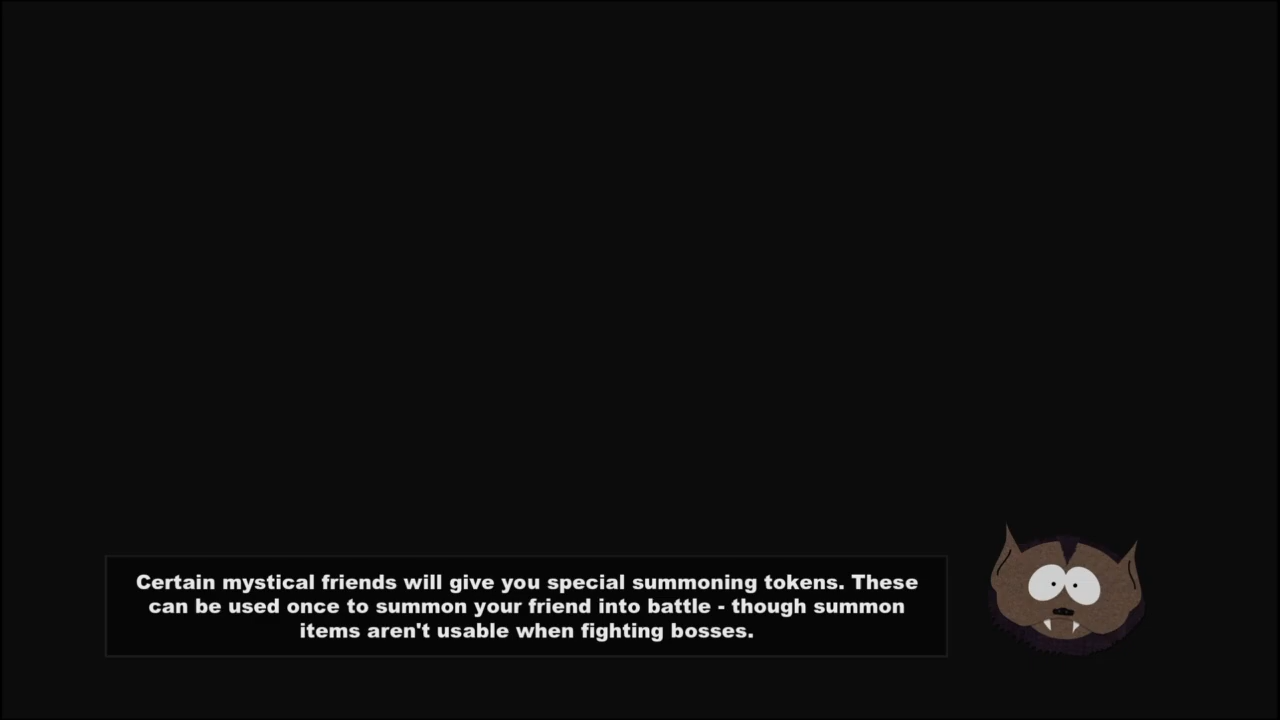 Certain mystical friends will give you special summoning tokens. These
can be used once to summon your friend into battle - though summon
items aren't usable when fighting bosses.